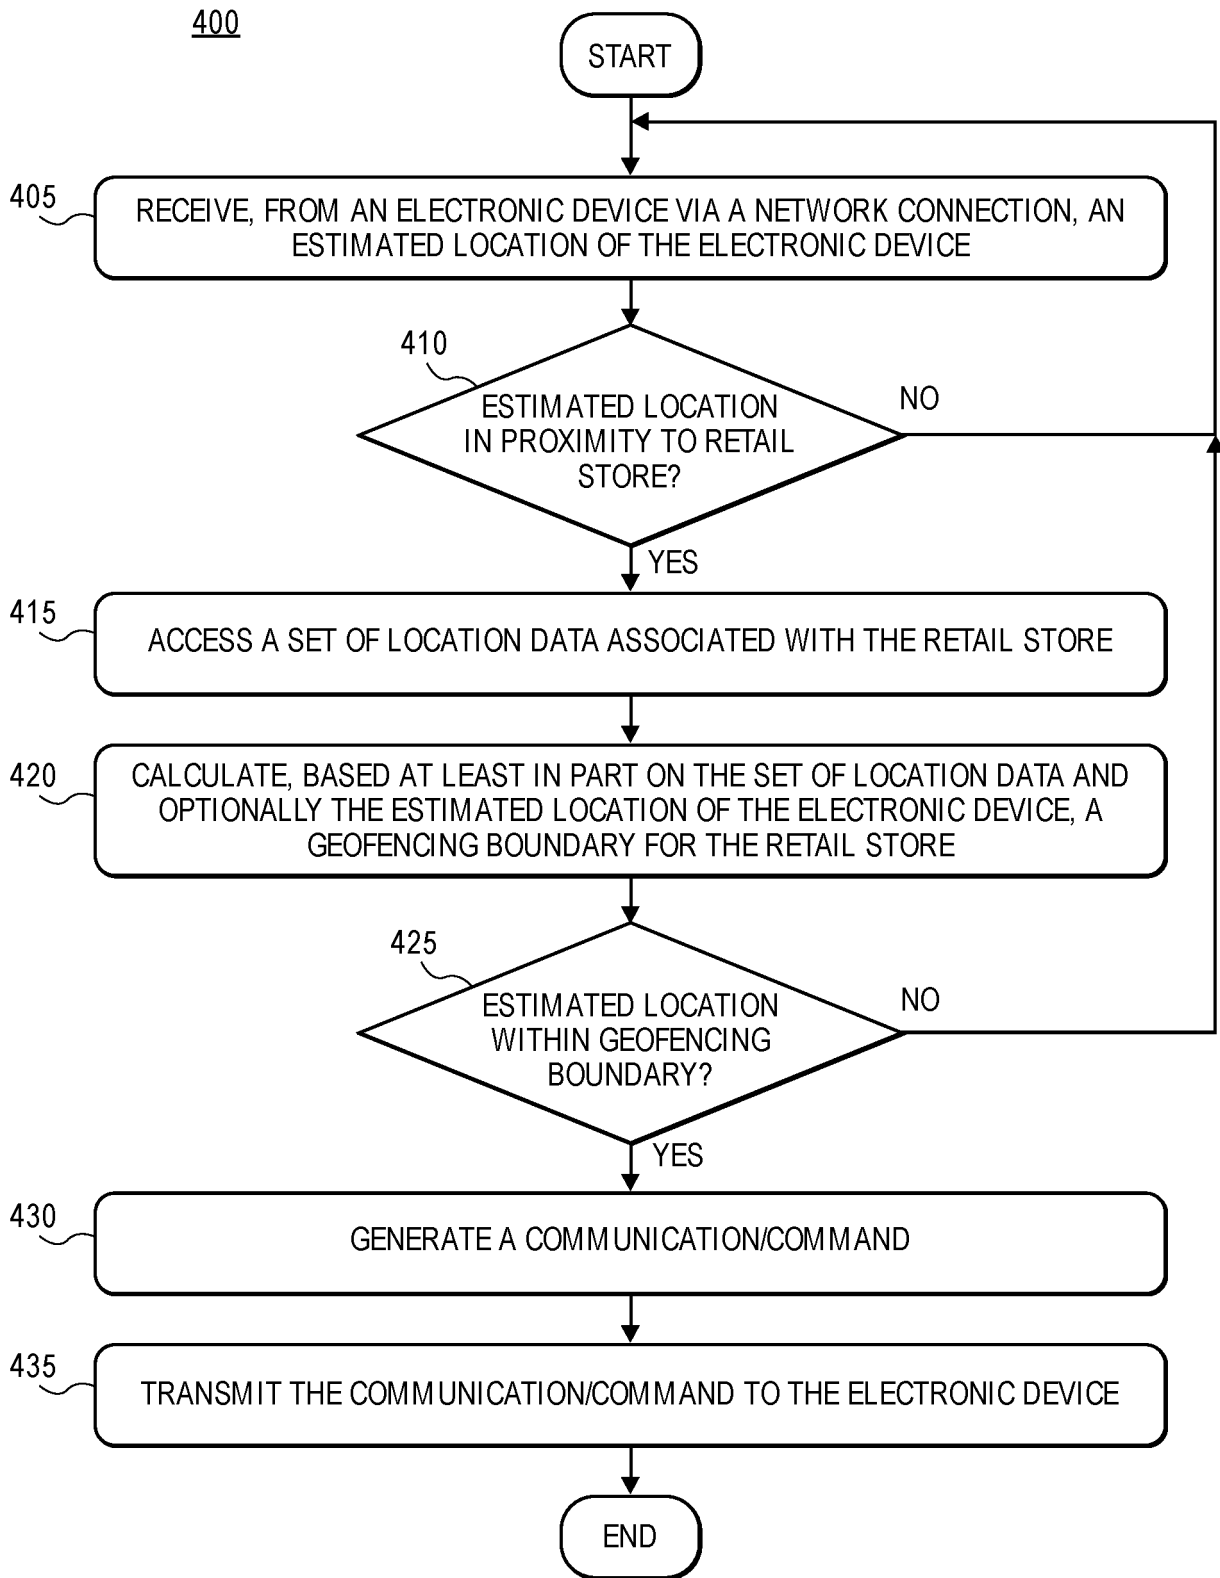 400
START
405
RECEIVE, FROM AN ELECTRONIC DEVICE VIA A NETWORK CONNECTION, AN
ESTIMATED LOCATION OF THE ELECTRONIC DEVICE
410
ESTIMATED LOCATION
IN PROXIMITY TO RETAIL
STORE?
NO
YES
415
ACCESS A SET OF LOCATION DATA ASSOCIATED WITH THE RETAIL STORE
420
CALCULATE, BASED AT LEAST IN PART ON THE SET OF LOCATION DATA AND
OPTIONALLY THE ESTIMATED LOCATION OF THE ELECTRONIC DEVICE, A
GEOFENCING BOUNDARY FOR THE RETAIL STORE
425
ESTIMATED LOCATION
WITHIN GEOFENCING
BOUNDARY?
NO
YES
430
GENERATE A COMMUNICATION/COMMAND
435
TRANSMIT THE COMMUNICATION/COMMAND TO THE ELECTRONIC DEVICE
END